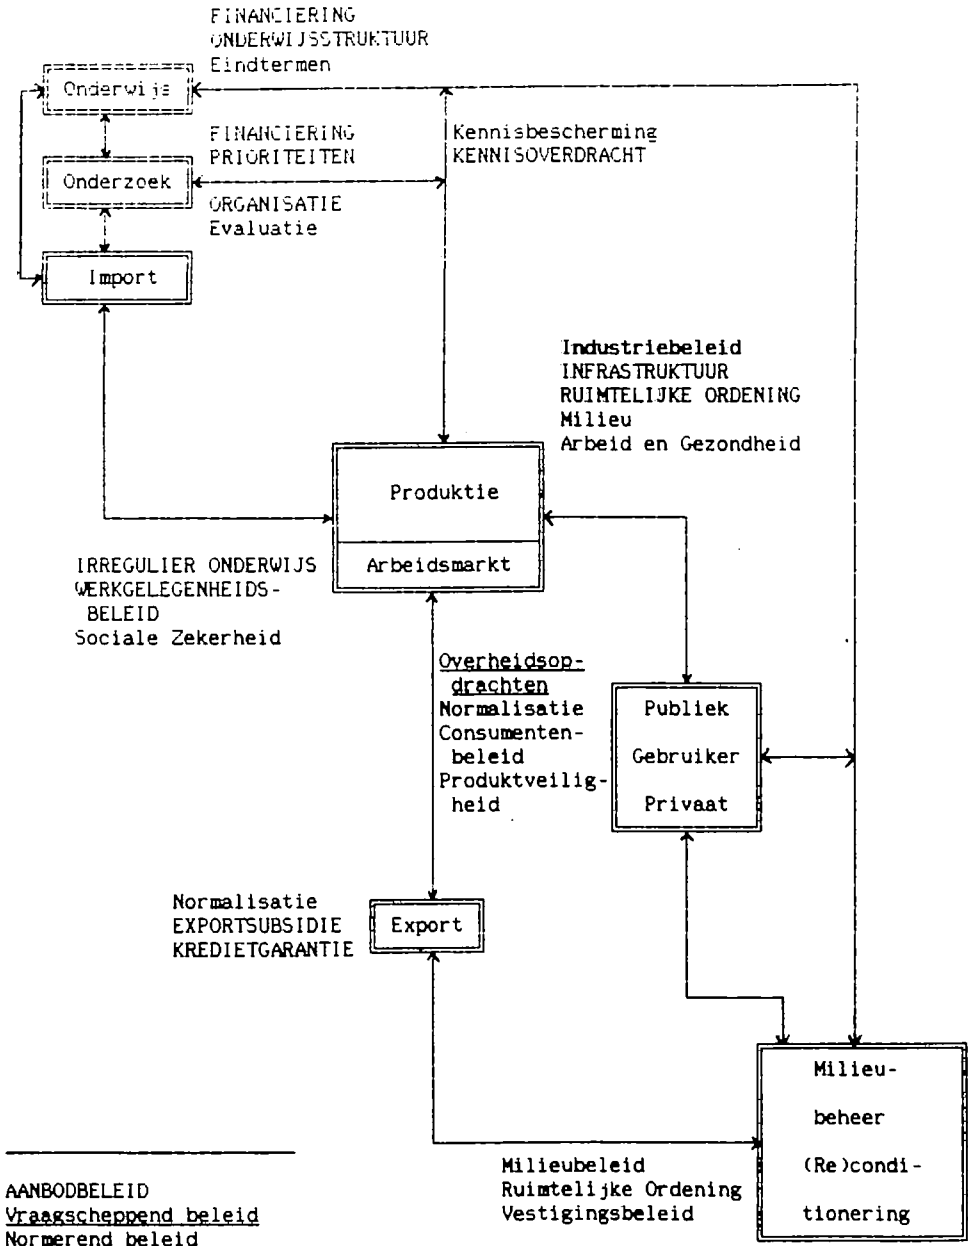 FINANCIERING
ONDERWIJSSTRUKTUUR
Eindtermen
Onderwijs
FINANCIERING
PRIORITEITEN
Kennisbescherming
KENNISOVERDRACHT
Onderzoek
ORGANISATIE
Evaluatie
Import
Industriebeleid
INFRASTRUKTUUR
RUIMTELIJKE ORDENING
Milieu
Arbeid en Gezondheid
Produktie
Arbeidsmarkt
IRREGULIER ONDERWIJS
WERKGELEGENHEIDS-
BELEID
Sociale Zekerheid
Overheidsop-
drachten
Normalisatie
Consumenten-
beleid
Produktveilig-
heid
Publiek
Gebruiker
Privaat
Normalisatie
EXPORTSUBSIDIE
KREDIETGARANTIE
Export
Milieu-
beheer
(Re)condi-
tionering
Milieubeleid
Ruimtelijke Ordening
Vestigingsbeleid
AANBODBELEID
Vraagscheppend beleid
Normerend beleid